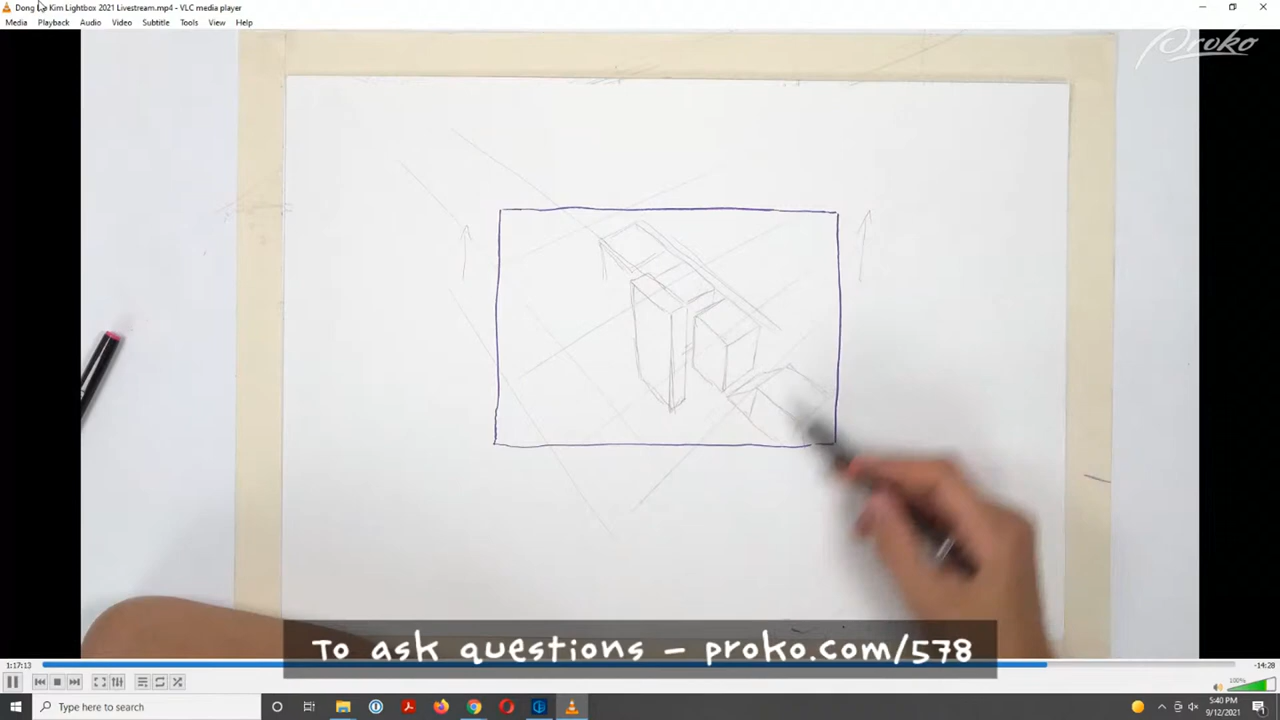 Dong Kim Lightbox 2021 Livestream.mp4 - VLC media player
Media Playback Audio Video Subtitle Tools View Help
Proko
To ask questions - proko.com/578
1:17:13
-14:28
100%
Type here to search
5:40 PM
9/12/2021